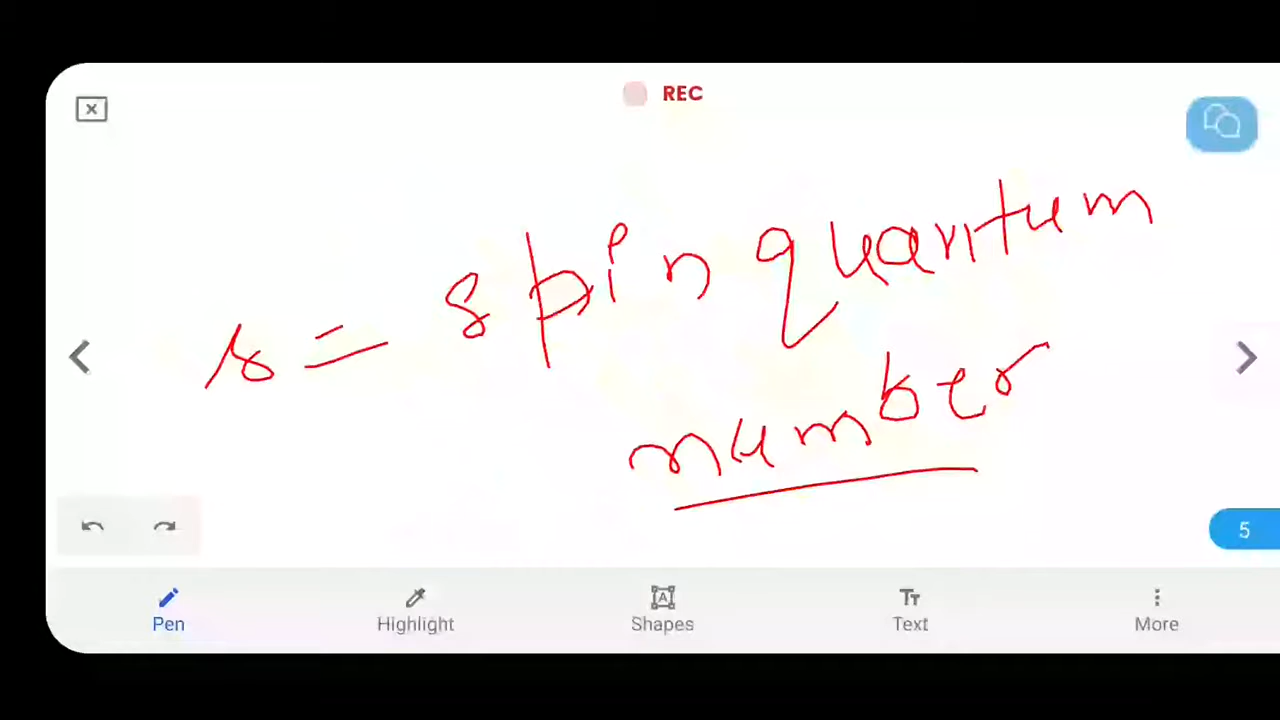 REC
s = spin quantum
number
5
Pen
Highlight
Shapes
Text
More